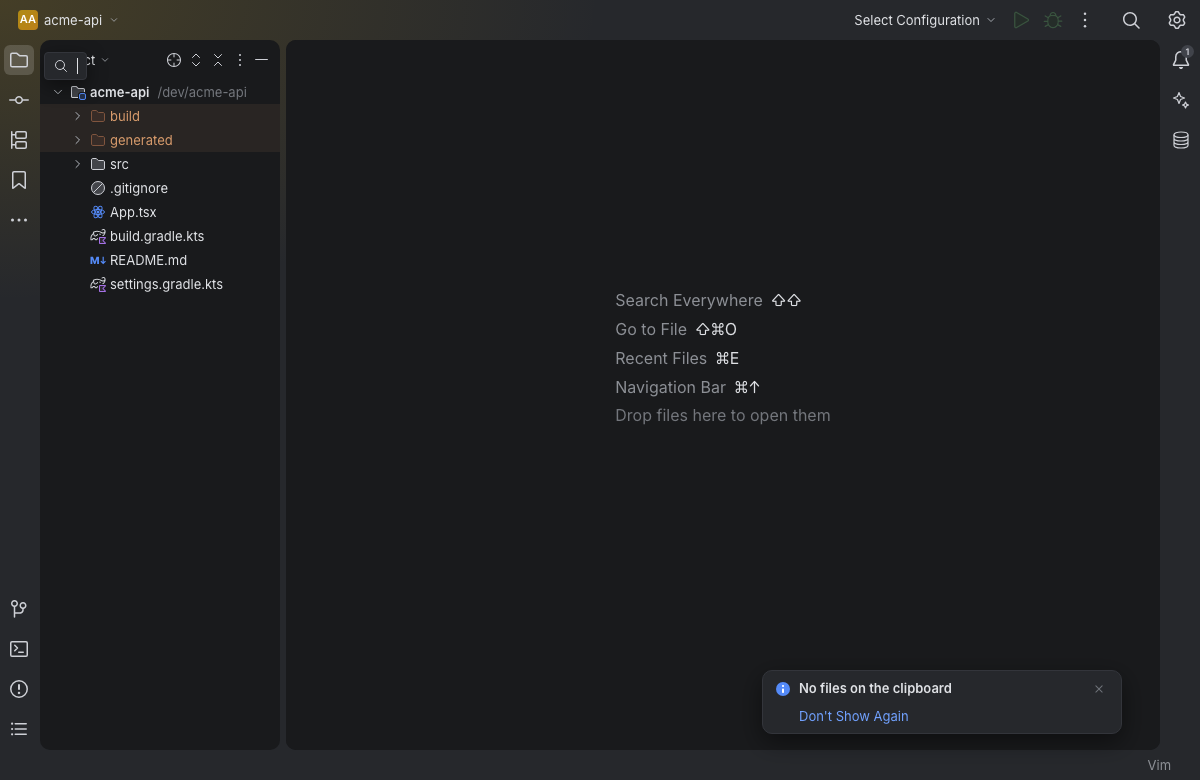 AA acme-api
Select Configuration
ct
1
acme-api /dev/acme-api
build
generated
src
.gitignore
App.tsx
build.gradle.kts
M↓ README.md
settings.gradle.kts
Search Everywhere ⇧⇧
Go to File ⇧⌘O
Recent Files ⌘E
Navigation Bar ⌘↑
Drop files here to open them
No files on the clipboard
Don't Show Again
Vim